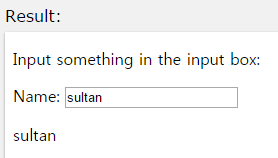 Result:
Input something in the input box:
Name: sultan
sultan